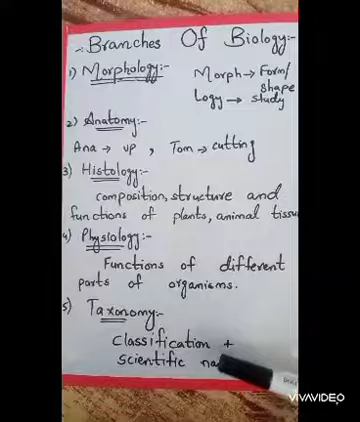 :- Branches Of Biology:-
1) Morphology:-
Morph → Form/
shape
Logy → study
2) Anatomy:-
Ana → up , Tom → cutting
3) Histology:-
composition, structure and
functions of plants, animal tissu
4) Physiology:-
Functions of different
parts of organisms.
5) Taxonomy:-
Classification +
scientific na
VIVAVIDEO